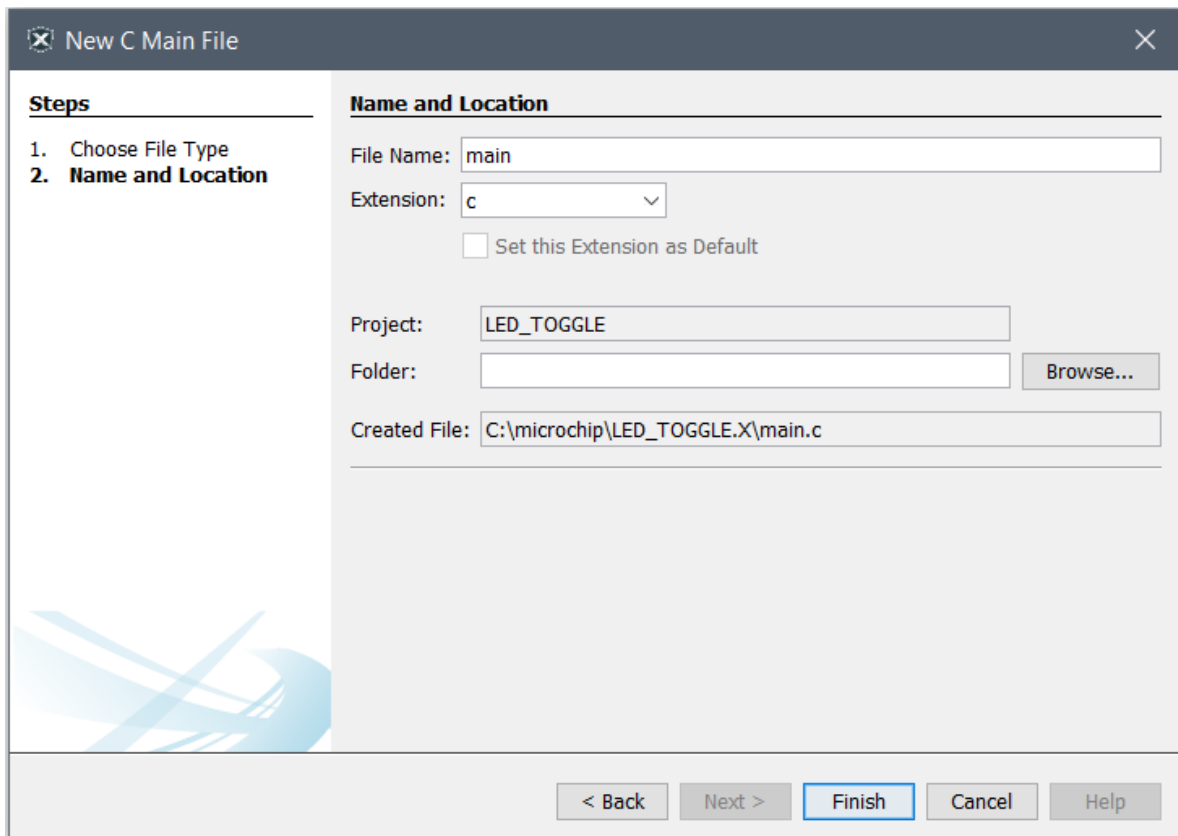 New C Main File
Steps
1. Choose File Type
2. Name and Location
Name and Location
File Name: main
Extension: c
Set this Extension as Default
Project: LED_TOGGLE
Folder: Browse...
Created File: C:\microchip\LED_TOGGLE.X\main.c
< Back Next > Finish Cancel Help